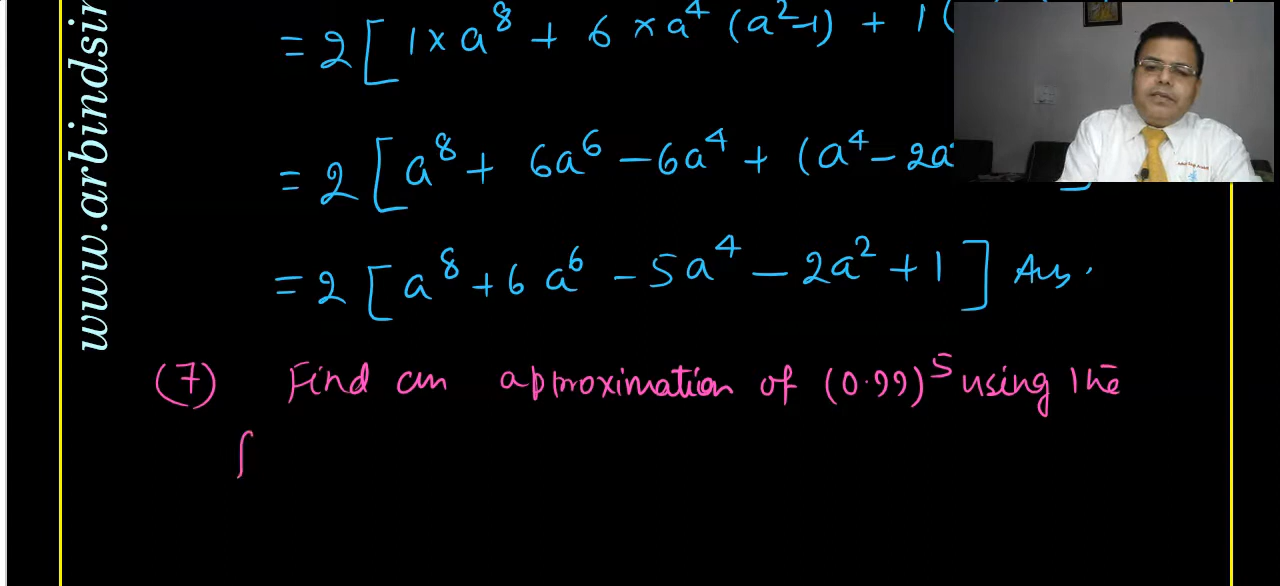 www.arbindsin
= 2 [ 1 × a⁸ + 6 × a⁴ (a² - 1) + 1 (
= 2 [ a⁸ + 6a⁶ - 6a⁴ + (a⁴ - 2a
= 2 [ a⁸ + 6a⁶ - 5a⁴ - 2a² + 1 ] Ans.
(7) Find an approximation of (0.99)⁵ using the